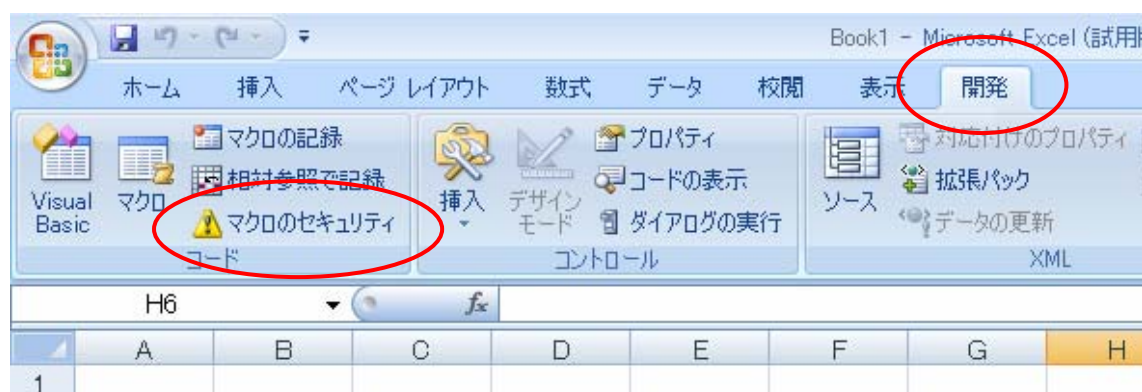 Book1 - Microsoft Excel (試用
ホーム 挿入 ページ レイアウト 数式 データ 校閲 表示 開発
Visual Basic
マクロ
マクロの記録
相対参照で記録
マクロのセキュリティ
コード
挿入
デザイン モード
プロパティ
コードの表示
ダイアログの実行
コントロール
ソース
対応付けのプロパティ
拡張パック
データの更新
XML
H6 fx
A B C D E F G H
1